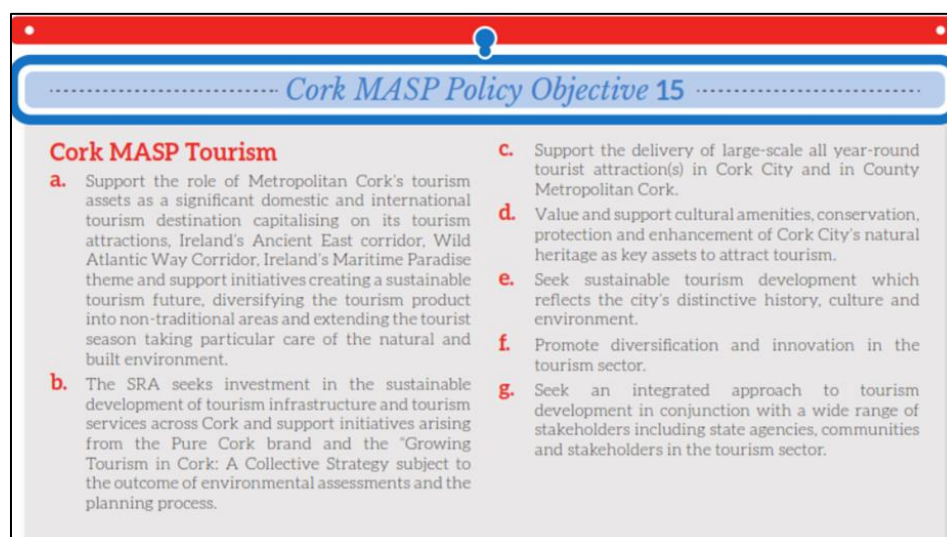 Cork MASP Policy Objective 15
Cork MASP Tourism
a. Support the role of Metropolitan Cork's tourism
assets as a significant domestic and international
tourism destination capitalising on its tourism
attractions, Ireland's Ancient East corridor, Wild
Atlantic Way Corridor, Ireland's Maritime Paradise
theme and support initiatives creating a sustainable
tourism future, diversifying the tourism product
into non-traditional areas and extending the tourist
season taking particular care of the natural and
built environment.
b. The SRA seeks investment in the sustainable
development of tourism infrastructure and tourism
services across Cork and support initiatives arising
from the Pure Cork brand and the "Growing
Tourism in Cork: A Collective Strategy subject to
the outcome of environmental assessments and the
planning process.
c. Support the delivery of large-scale all year-round
tourist attraction(s) in Cork City and in County
Metropolitan Cork.
d. Value and support cultural amenities, conservation,
protection and enhancement of Cork City's natural
heritage as key assets to attract tourism.
e. Seek sustainable tourism development which
reflects the city's distinctive history, culture and
environment.
f. Promote diversification and innovation in the
tourism sector.
g. Seek an integrated approach to tourism
development in conjunction with a wide range of
stakeholders including state agencies, communities
and stakeholders in the tourism sector.